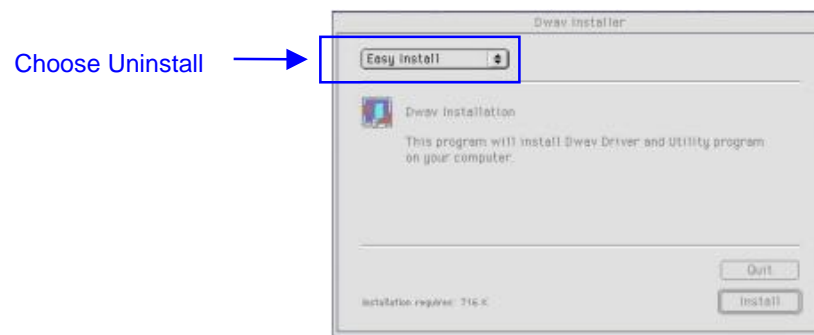 Dwav Installer
Choose Uninstall
Easy Install
Dwav Installation
This program will install Dwav Driver and Utility program
on your computer.
Quit
Installation requires: 716 K
Install